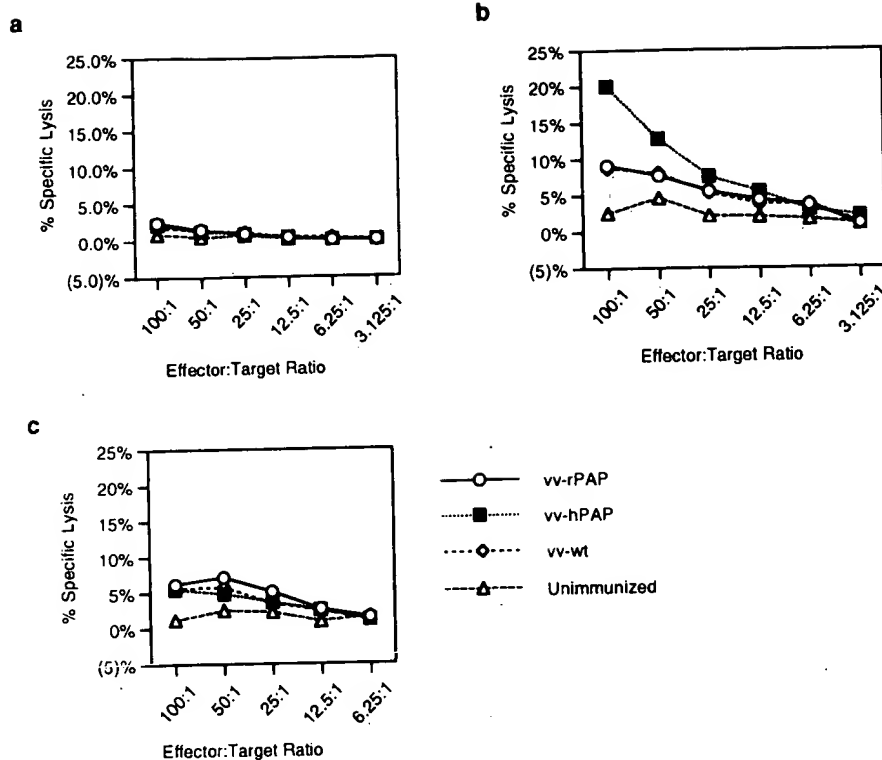 a
25.0%
20.0%
15.0%
10.0%
5.0%
0.0%
(5.0)%
% Specific Lysis
100:1
50:1
25:1
12.5:1
6.25:1
3.125:1
Effector:Target Ratio
b
25%
20%
15%
10%
5%
0%
(5)%
% Specific Lysis
100:1
50:1
25:1
12.5:1
6.25:1
3.125:1
Effector:Target Ratio
c
25%
20%
15%
10%
5%
0%
(5)%
% Specific Lysis
100:1
50:1
25:1
12.5:1
6.25:1
Effector:Target Ratio
vv-rPAP
vv-hPAP
vv-wt
Unimmunized